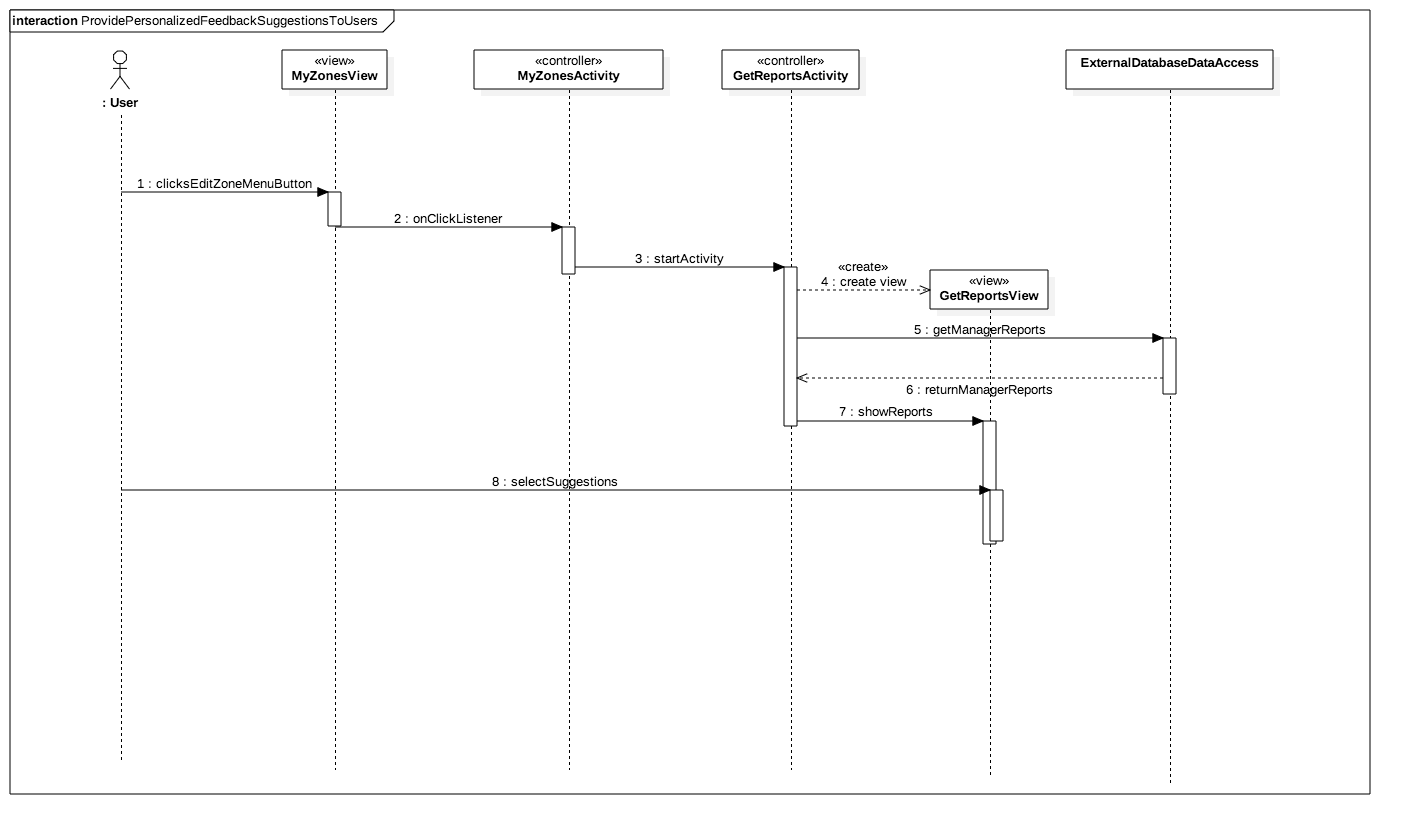 interaction ProvidePersonalizedFeedbackSuggestionsToUsers
: User
«view»
MyZonesView
«controller»
MyZonesActivity
«controller»
GetReportsActivity
ExternalDatabaseDataAccess
1 : clicksEditZoneMenuButton
2 : onClickListener
3 : startActivity
«create»
4 : create view
«view»
GetReportsView
5 : getManagerReports
6 : returnManagerReports
7 : showReports
8 : selectSuggestions